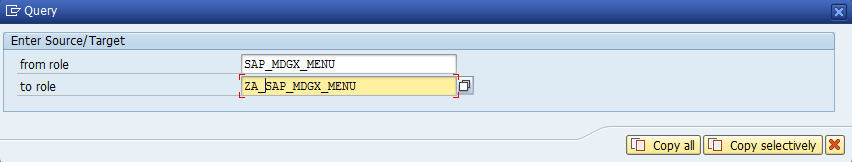 Query
Enter Source/Target
from role SAP_MDGX_MENU
to role ZA_SAP_MDGX_MENU
Copy all Copy selectively